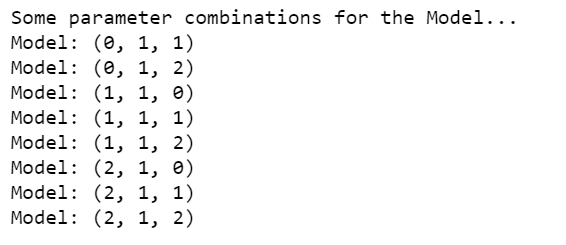 Some parameter combinations for the Model...
Model: (0, 1, 1)
Model: (0, 1, 2)
Model: (1, 1, 0)
Model: (1, 1, 1)
Model: (1, 1, 2)
Model: (2, 1, 0)
Model: (2, 1, 1)
Model: (2, 1, 2)